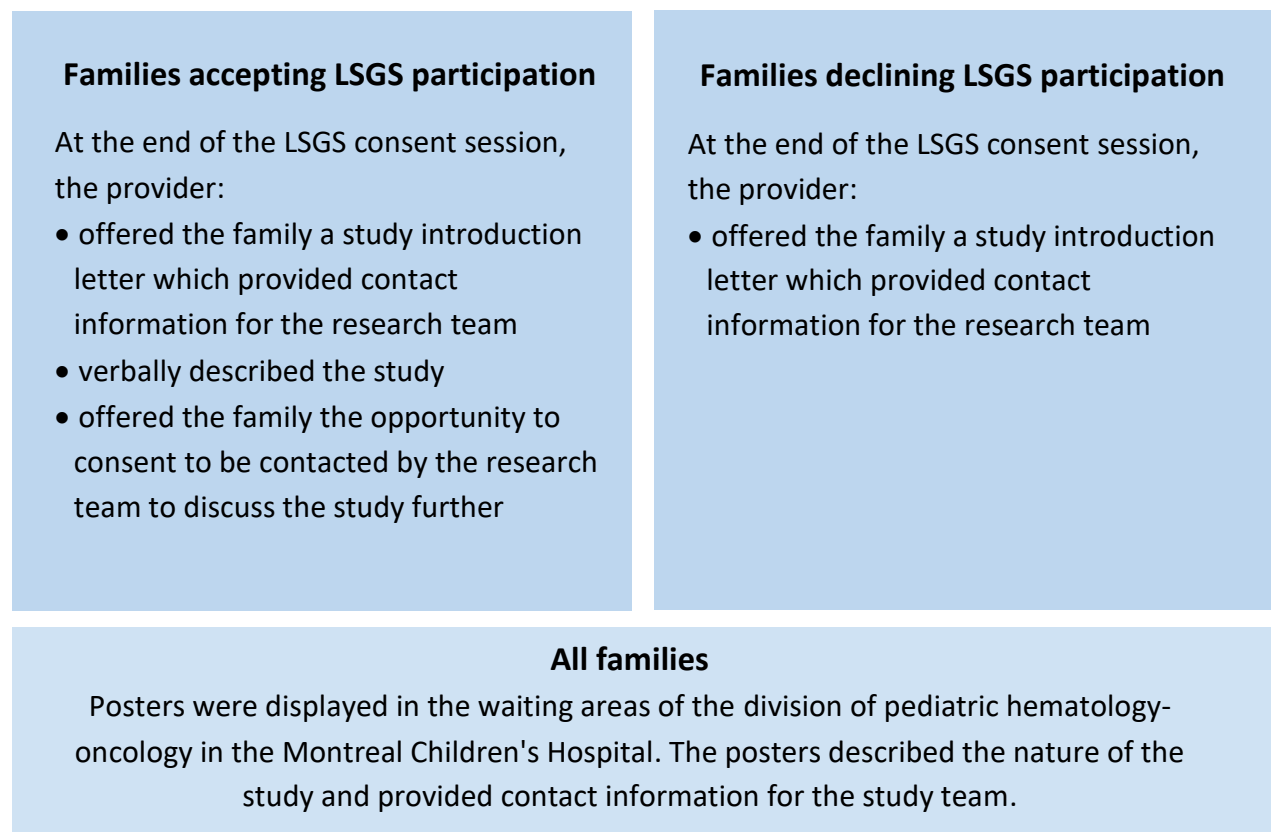 Families accepting LSGS participation
At the end of the LSGS consent session,
the provider:
• offered the family a study introduction
letter which provided contact
information for the research team
• verbally described the study
• offered the family the opportunity to
consent to be contacted by the research
team to discuss the study further
Families declining LSGS participation
At the end of the LSGS consent session,
the provider:
• offered the family a study introduction
letter which provided contact
information for the research team
All families
Posters were displayed in the waiting areas of the division of pediatric hematology-
oncology in the Montreal Children's Hospital. The posters described the nature of the
study and provided contact information for the study team.